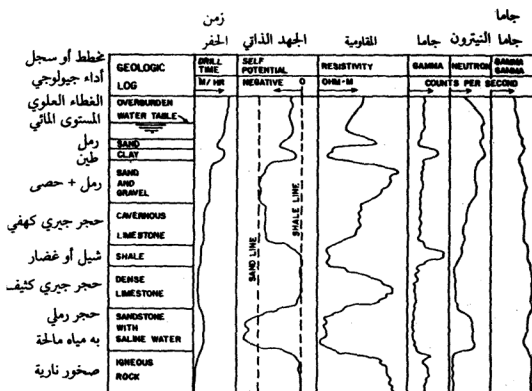 جاما
جاما
النيترون
جاما
المقاومية
الجهد الذاتي
زمن
الحفر
مخطط أو سجل
أداء جيولوجي
GEOLOGIC
LOG
DRILL
TIME
M/HR
SELF
POTENTIAL
NEGATIVE 0
RESISTIVITY
OHM-M
GAMMA
NEUTRON
GAMMA
GAMMA
COUNTS PER SECOND
الغطاء العلوي
OVERBURDEN
المستوى المائي
WATER TABLE
رمل
SAND
طين
CLAY
رمل + حصى
SAND
AND
GRAVEL
حجر جيري كهفي
CAVERNOUS
LIMESTONE
شيل أو غضار
SHALE
حجر جيري كثيف
DENSE
LIMESTONE
حجر رملي
به مياه مالحة
SANDSTONE
WITH
SALINE WATER
صخور نارية
IGNEOUS
ROCK
SAND LINE
SHALE LINE